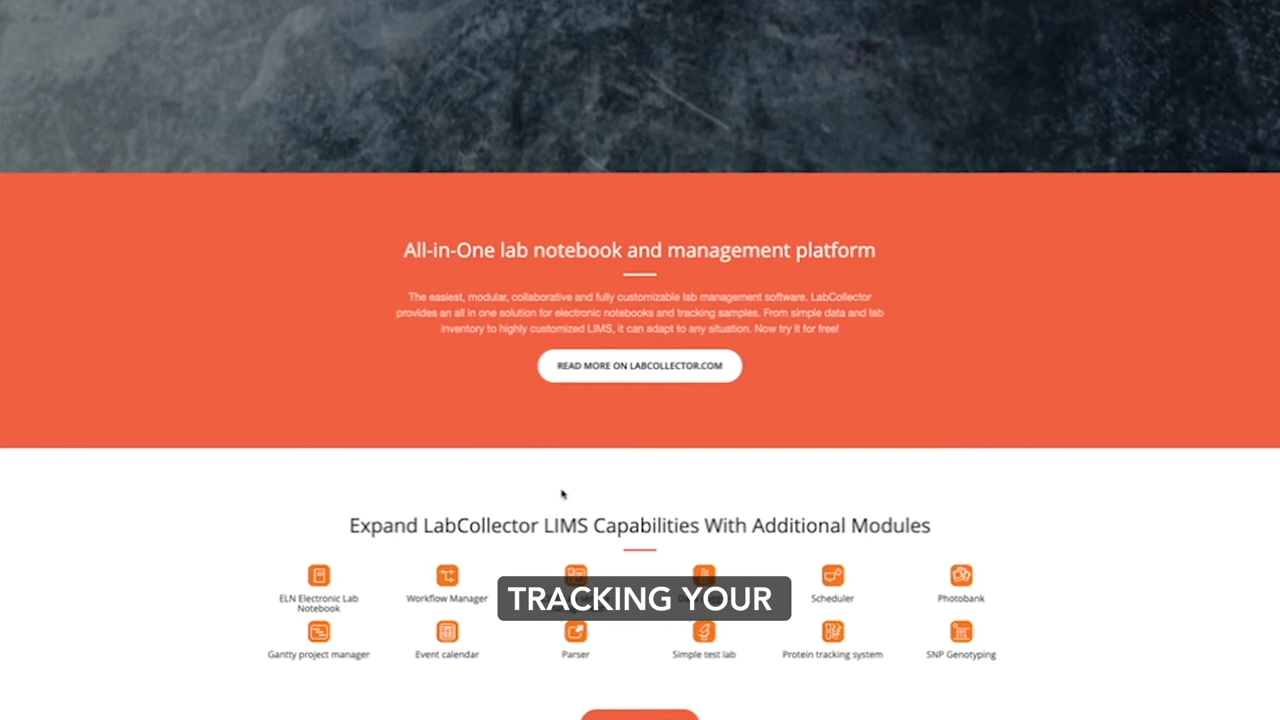 All-in-One lab notebook and management platform
The easiest, modular, collaborative and fully customizable lab management software. LabCollector
provides an all in one solution for electronic notebooks and tracking samples. From simple data and lab
inventory to highly customized LIMS, it can adapt to any situation. Now try it for free!
READ MORE ON LABCOLLECTOR.COM
Expand LabCollector LIMS Capabilities With Additional Modules
ELN Electronic Lab
Notebook
Workflow Manager
TRACKING YOUR
Scheduler
Photobank
Gantty project manager
Event calendar
Parser
Simple test lab
Protein tracking system
SNP Genotyping